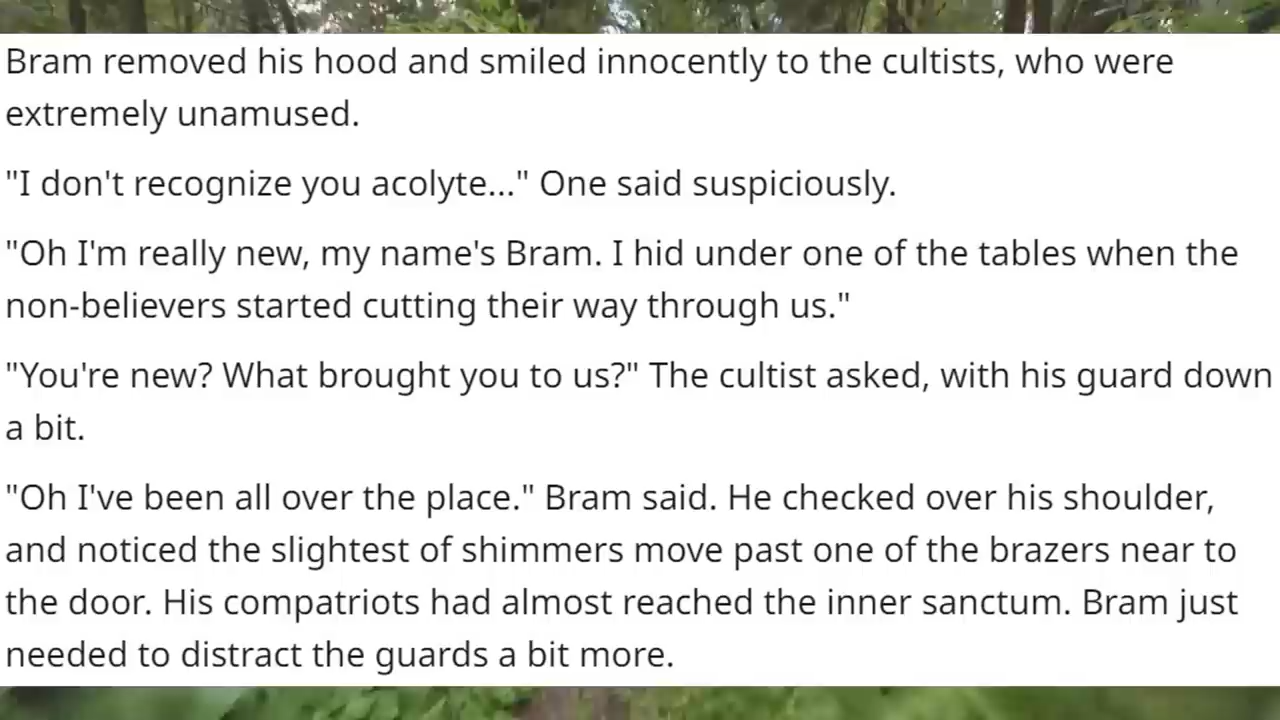 Bram removed his hood and smiled innocently to the cultists, who were
extremely unamused.
"I don't recognize you acolyte..." One said suspiciously.
"Oh I'm really new, my name's Bram. I hid under one of the tables when the
non-believers started cutting their way through us."
"You're new? What brought you to us?" The cultist asked, with his guard down
a bit.
"Oh I've been all over the place." Bram said. He checked over his shoulder,
and noticed the slightest of shimmers move past one of the brazers near to
the door. His compatriots had almost reached the inner sanctum. Bram just
needed to distract the guards a bit more.